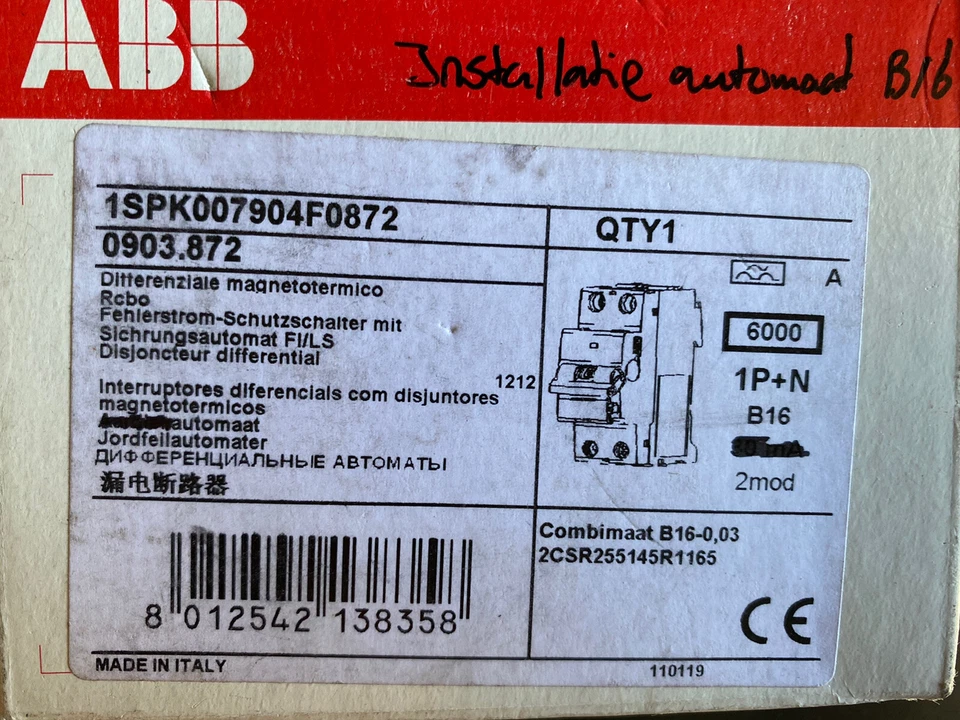 ABB
Installatie automaat B16
1SPK007904F0872
QTY1
0903.872
Differenziale magnetotermico
Rcbo
Fehlerstrom-Schutzschalter mit
Sichrungsautomat FI/LS
Disjoncteur differential
1212
Interruptores diferenciais com disjuntores
magnetotermicos
automaat
Jordfeilautomater
ДИФФЕРЕНЦИАЛЬНЫЕ АВТОМАТЫ
漏电断路器
A
6000
1P+N
B16
2mod
Combimaat B16-0,03
2CSR255145R1165
8 012542 138358
CE
MADE IN ITALY
110119